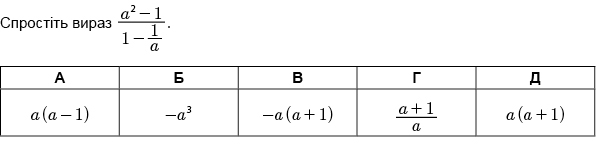 Спростіть вираз (a² − 1)/(1 − 1/a).
А Б В Г Д
a(a − 1) −a³ −a(a + 1) (a + 1)/a a(a + 1)